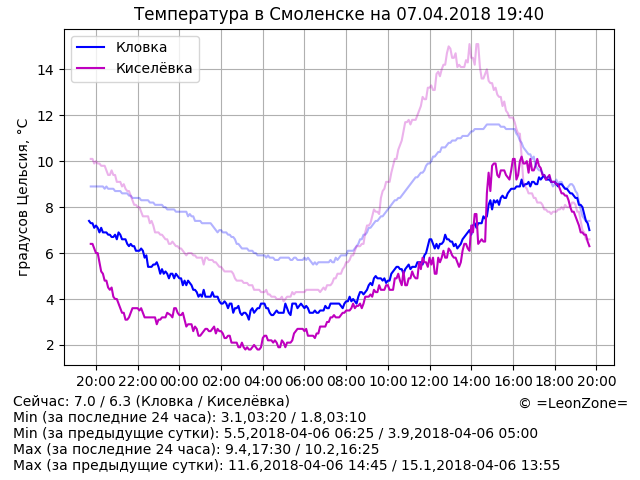 Температура в Смоленске на 07.04.2018 19:40
Кловка
Киселёвка
градусов Цельсия, °C
14
12
10
8
6
4
2
20:00 22:00 00:00 02:00 04:00 06:00 08:00 10:00 12:00 14:00 16:00 18:00 20:00
Сейчас: 7.0 / 6.3 (Кловка / Киселёвка)
© =LeonZone=
Min (за последние 24 часа): 3.1,03:20 / 1.8,03:10
Min (за предыдущие сутки): 5.5,2018-04-06 06:25 / 3.9,2018-04-06 05:00
Max (за последние 24 часа): 9.4,17:30 / 10.2,16:25
Max (за предыдущие сутки): 11.6,2018-04-06 14:45 / 15.1,2018-04-06 13:55